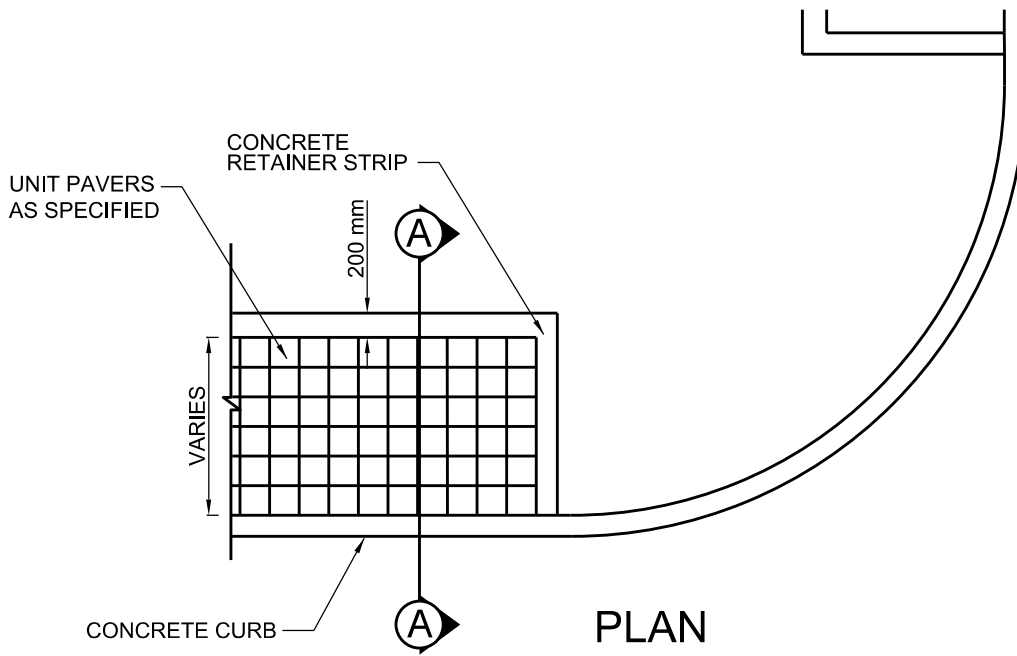 CONCRETE
RETAINER STRIP
UNIT PAVERS
AS SPECIFIED
200 mm
A
VARIES
A
CONCRETE CURB
PLAN